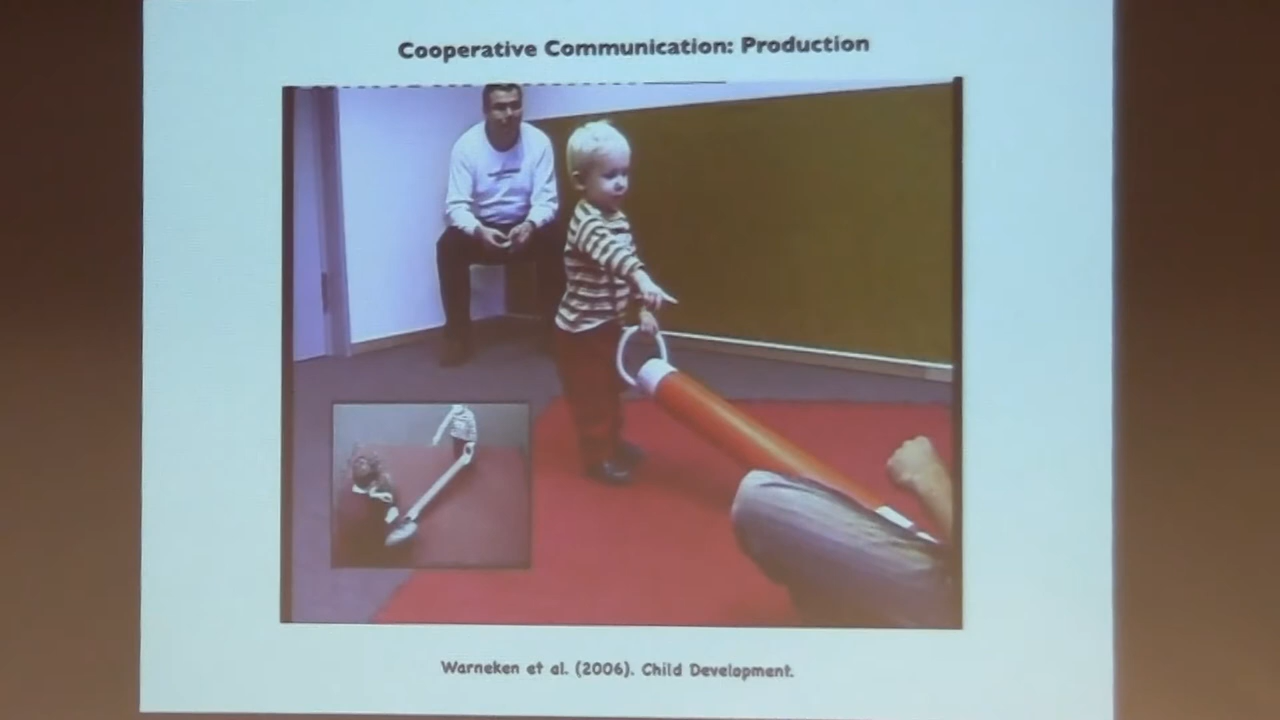 Cooperative Communication: Production
Warneken et al. (2006). Child Development.